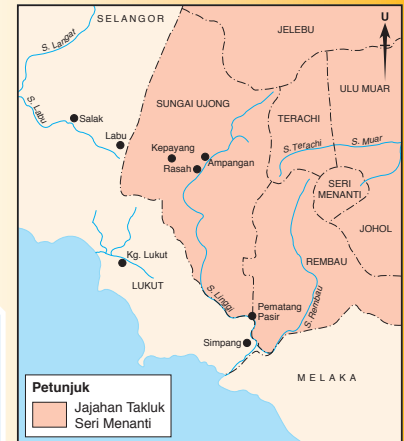 SELANGOR
U
JELEBU
S. Langat
ULU MUAR
S. Labu
SUNGAI UJONG
TERACHI
Salak
Labu
Kepayang
Ampangan
Rasah
S. Terachi
S. Muar
SERI
MENANTI
JOHOL
Kg. Lukut
LUKUT
REMBAU
S. Linggi
Pematang
Pasir
S. Rembau
Simpang
MELAKA
Petunjuk
Jajahan Takluk
Seri Menanti